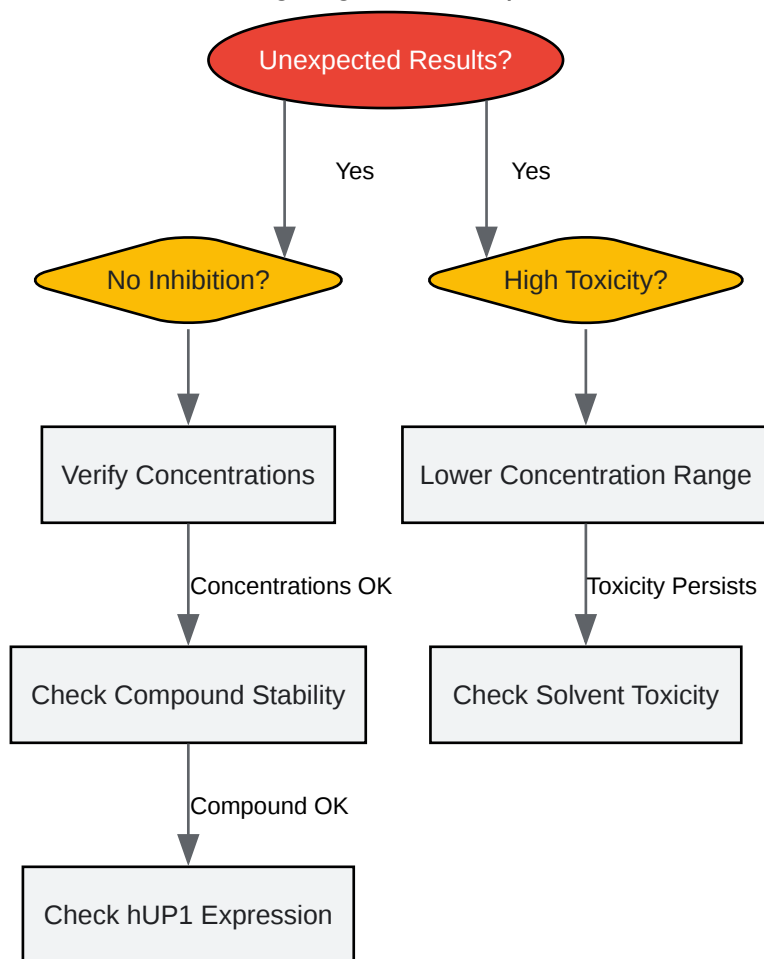 Unexpected Results?
Yes
Yes
No Inhibition?
High Toxicity?
Verify Concentrations
Lower Concentration Range
Concentrations OK
Toxicity Persists
Check Compound Stability
Check Solvent Toxicity
Compound OK
Check hUP1 Expression